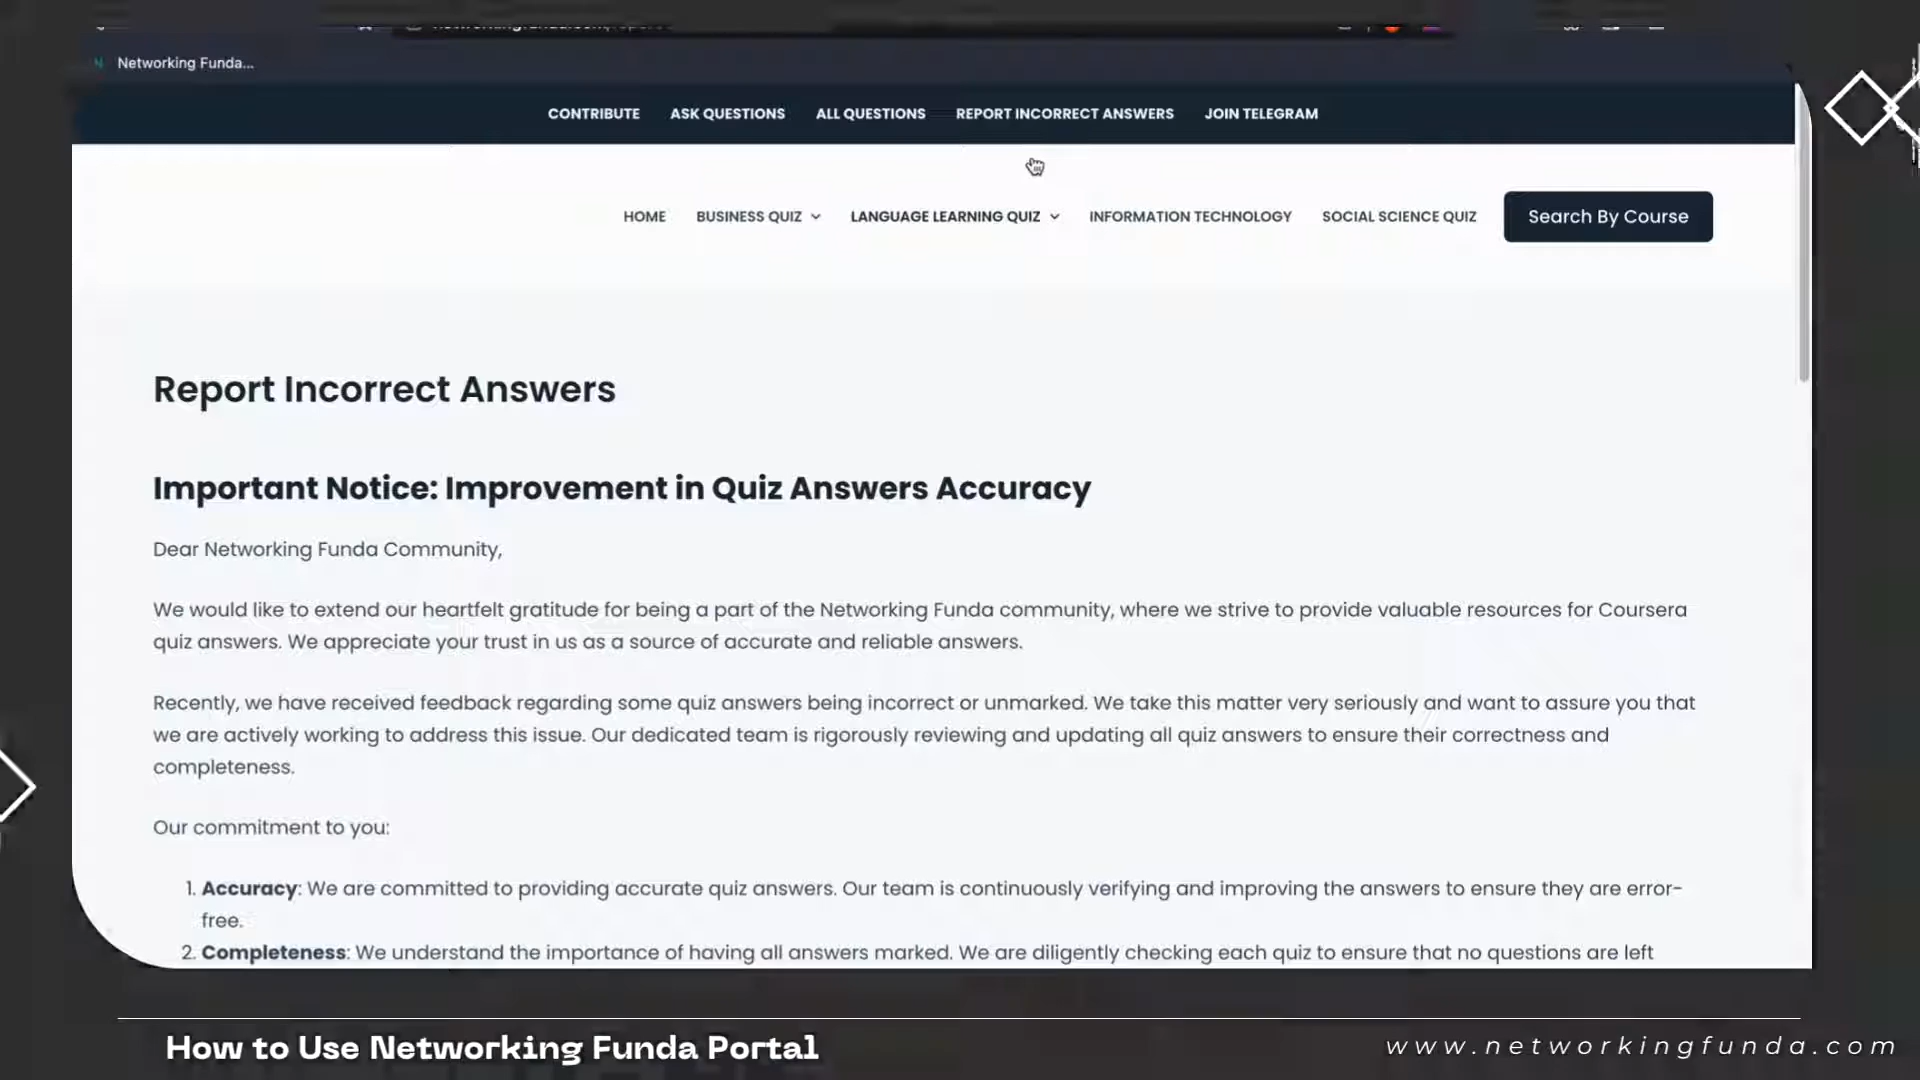 Networking Funda...
CONTRIBUTE ASK QUESTIONS ALL QUESTIONS REPORT INCORRECT ANSWERS JOIN TELEGRAM
HOME BUSINESS QUIZ LANGUAGE LEARNING QUIZ INFORMATION TECHNOLOGY SOCIAL SCIENCE QUIZ Search By Course
Report Incorrect Answers
Important Notice: Improvement in Quiz Answers Accuracy
Dear Networking Funda Community,
We would like to extend our heartfelt gratitude for being a part of the Networking Funda community, where we strive to provide valuable resources for Coursera
quiz answers. We appreciate your trust in us as a source of accurate and reliable answers.
Recently, we have received feedback regarding some quiz answers being incorrect or unmarked. We take this matter very seriously and want to assure you that
we are actively working to address this issue. Our dedicated team is rigorously reviewing and updating all quiz answers to ensure their correctness and
completeness.
Our commitment to you:
1. Accuracy: We are committed to providing accurate quiz answers. Our team is continuously verifying and improving the answers to ensure they are error-
free.
2. Completeness: We understand the importance of having all answers marked. We are diligently checking each quiz to ensure that no questions are left
How to Use Networking Funda Portal
www.networkingfunda.com